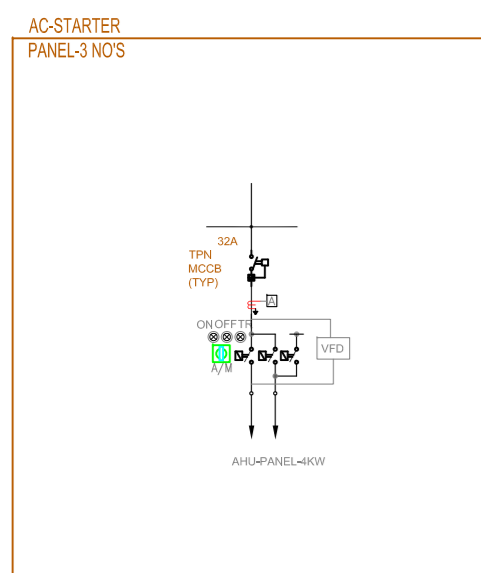 AC-STARTER
PANEL-3 NO'S
32A
TPN
MCCB
(TYP)
A
ON OFF TR
VFD
A/M
AHU-PANEL-4KW